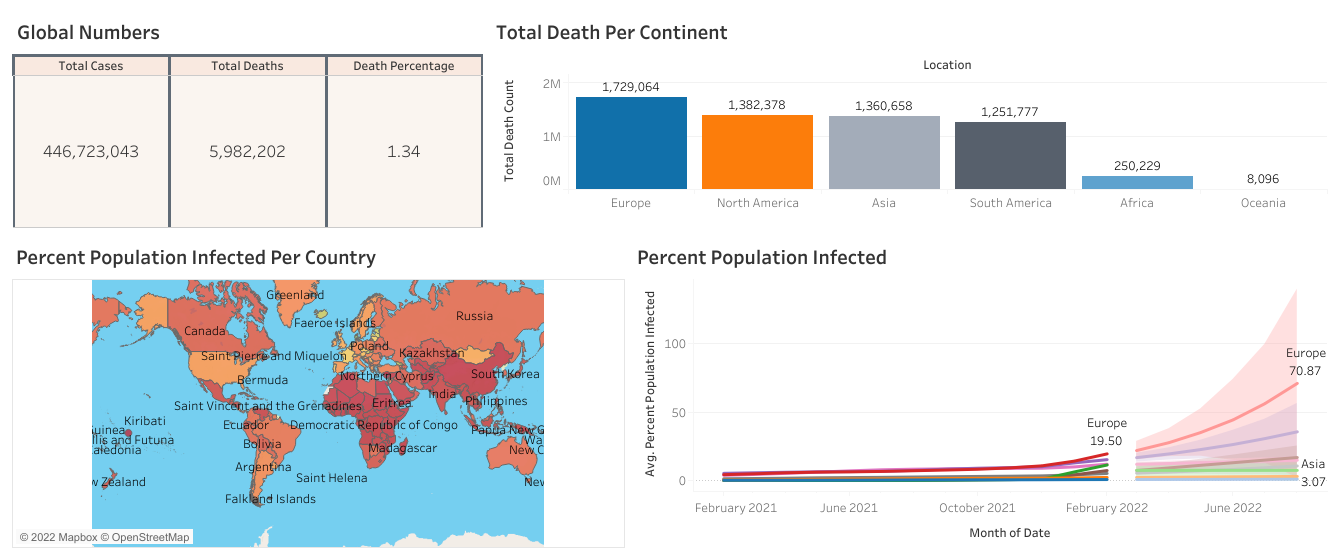 Global Numbers
Total Cases Total Deaths Death Percentage
446,723,043 5,982,202 1.34
Total Death Per Continent
Location
Total Death Count
2M
1M
0M
1,729,064
1,382,378
1,360,658
1,251,777
250,229
8,096
Europe North America Asia South America Africa Oceania
Percent Population Infected Per Country
Greenland
Faeroe Islands
Russia
Canada
Poland
Saint Pierre and Miquelon
Kazakhstan
Bermuda
Northern Cyprus
South Korea
India
Saint Vincent and the Grenadines
Eritrea
Philippines
Kiribati
Ecuador
Democratic Republic of Congo
Papua New G
uinea
llis and Futuna
Wa
Bolivia
Madagascar
aledonia
New C
Argentina
Saint Helena
w Zealand
New
Falkland Islands
© 2022 Mapbox © OpenStreetMap
Percent Population Infected
Avg. Percent Population Infected
100
50
0
Europe
19.50
Europe
70.87
Asia
3.07
February 2021 June 2021 October 2021 February 2022 June 2022
Month of Date